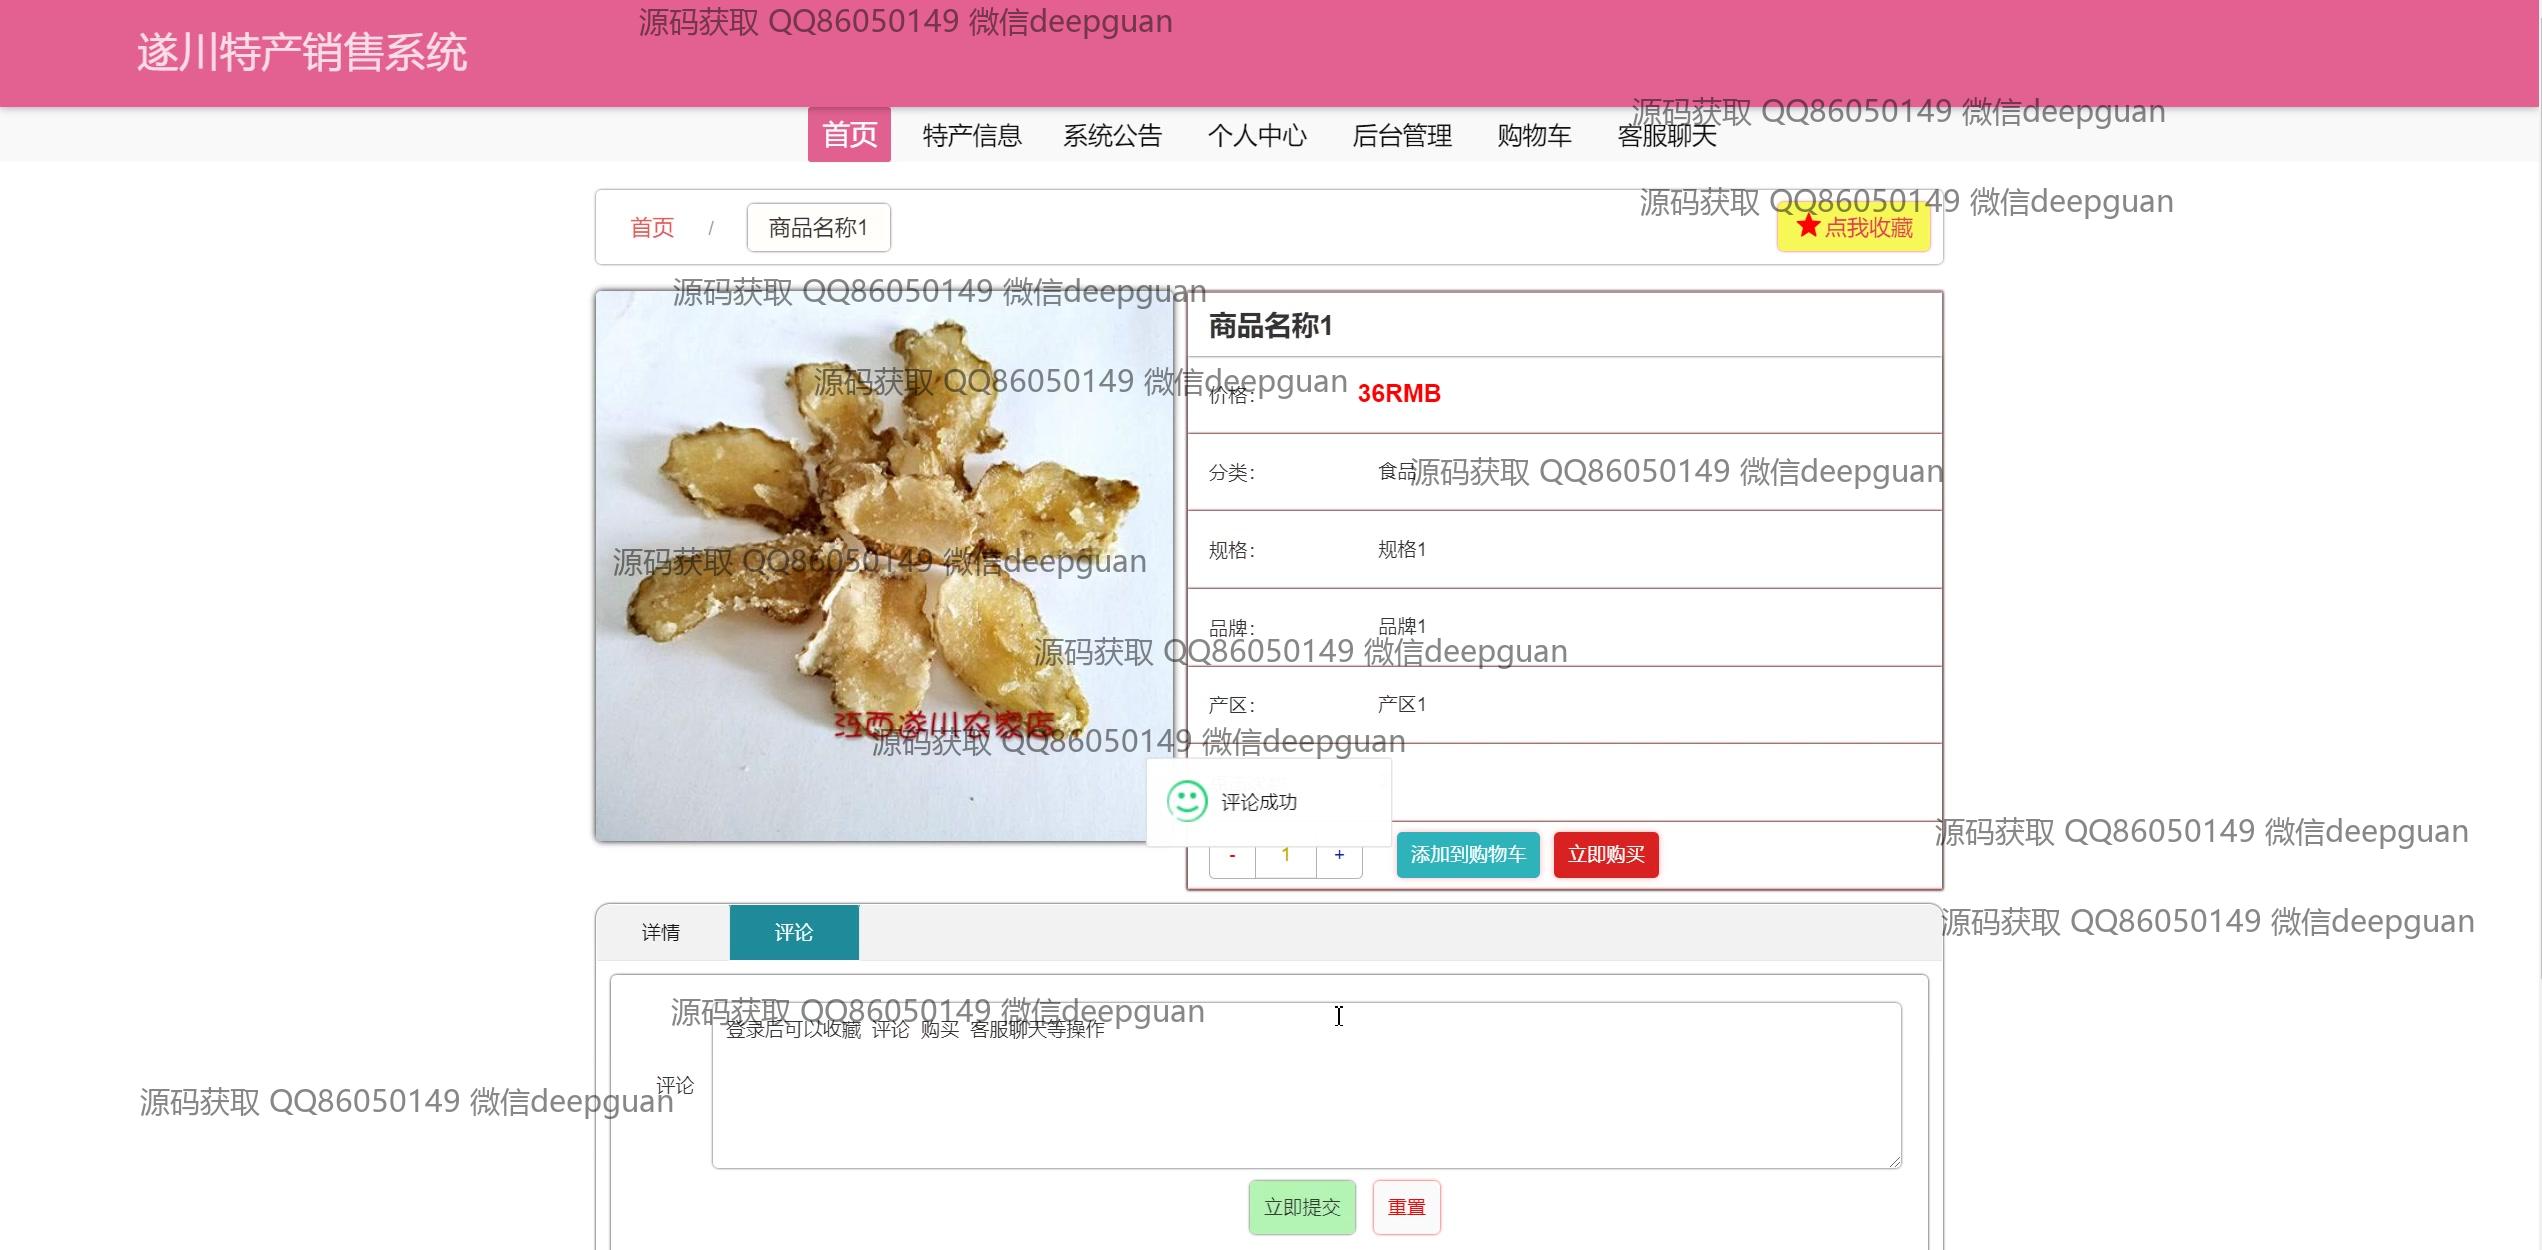 遂川特产销售系统
源码获取 QQ86050149 微信deepguan
源码获取 QQ86050149 微信deepguan
首页 特产信息 系统公告 个人中心 后台管理 购物车 客服聊天
源码获取 QQ86050149 微信deepguan
首页 / 商品名称1
点我收藏
源码获取 QQ86050149 微信deepguan
商品名称1
源码获取 QQ86050149 微信deepguan
价格: 36RMB
分类: 食品
源码获取 QQ86050149 微信deepguan
规格: 规格1
源码获取 QQ86050149 微信deepguan
品牌: 品牌1
源码获取 QQ86050149 微信deepguan
产区: 产区1
江西遂川农家店
源码获取 QQ86050149 微信deepguan
评论成功
源码获取 QQ86050149 微信deepguan
- 1 + 添加到购物车 立即购买
源码获取 QQ86050149 微信deepguan
详情 评论
源码获取 QQ86050149 微信deepguan
登录后可以收藏 评论 购买 客服聊天等操作
评论
源码获取 QQ86050149 微信deepguan
立即提交 重置